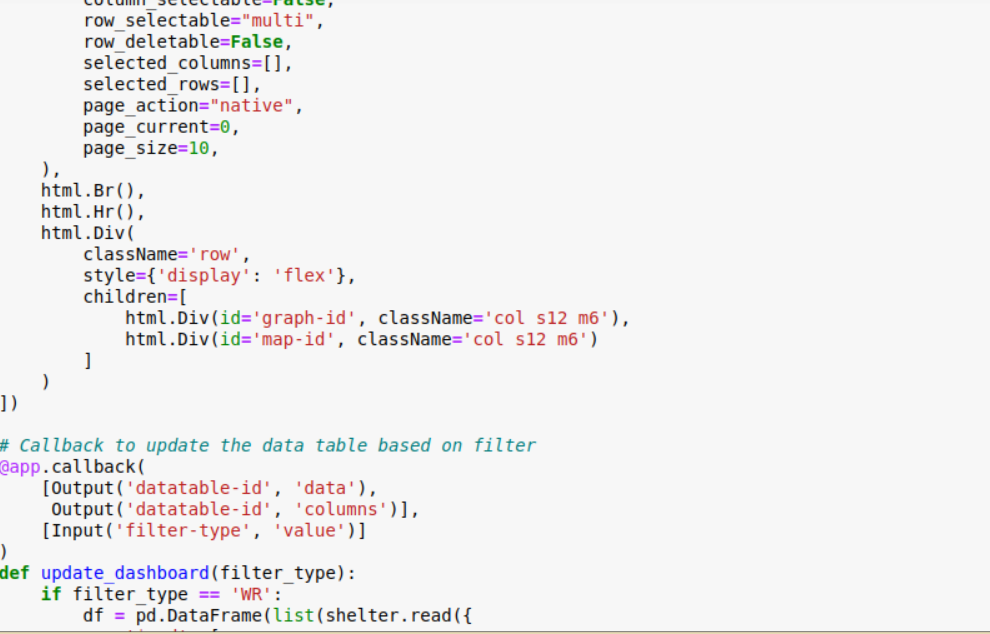 column_selectable=False,
        row_selectable="multi",
        row_deletable=False,
        selected_columns=[],
        selected_rows=[],
        page_action="native",
        page_current=0,
        page_size=10,
    ),
    html.Br(),
    html.Hr(),
    html.Div(
        className='row',
        style={'display': 'flex'},
        children=[
            html.Div(id='graph-id', className='col s12 m6'),
            html.Div(id='map-id', className='col s12 m6')
        ]
    )
])

# Callback to update the data table based on filter
@app.callback(
    [Output('datatable-id', 'data'),
     Output('datatable-id', 'columns')],
    [Input('filter-type', 'value')]
)
def update_dashboard(filter_type):
    if filter_type == 'WR':
        df = pd.DataFrame(list(shelter.read({